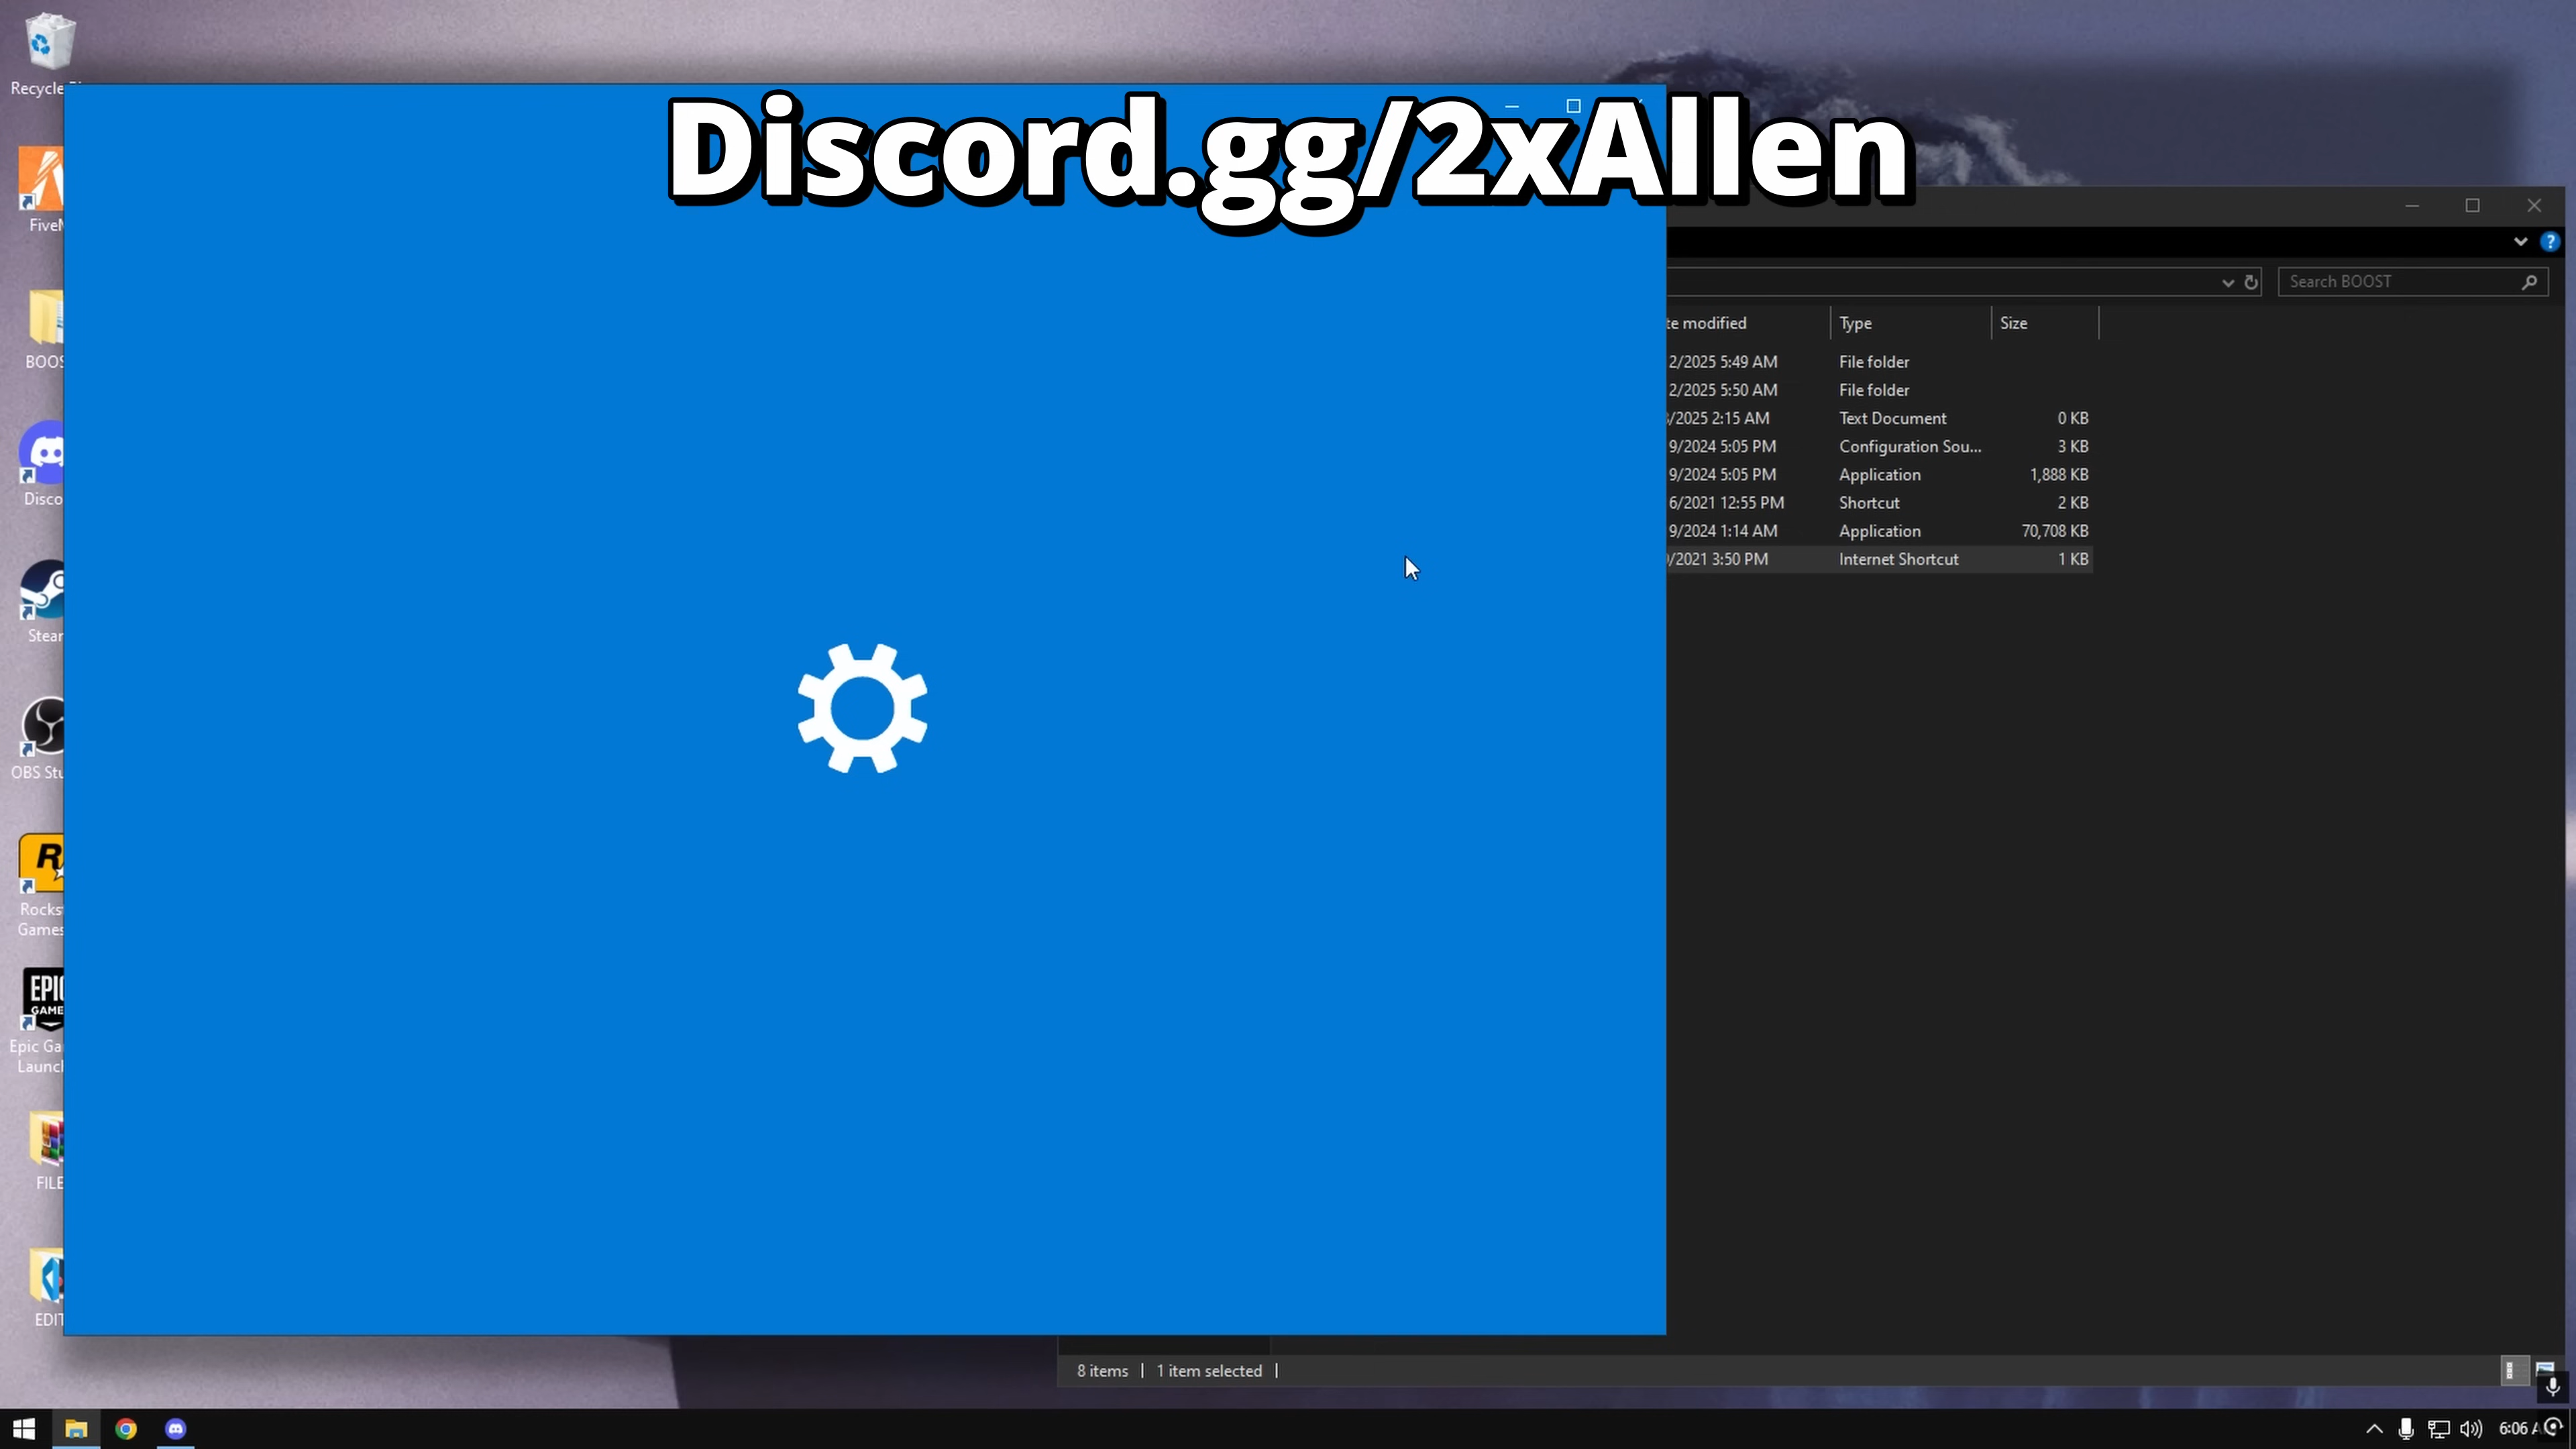 Discord.gg/2xAllen
Recycle
FiveM
BOOS
Disco
Stear
OBS Stu
Rocks
Games
EPIC
GAME
Epic Ga
Launch
FILE
EDIT
Search BOOST
te modified Type Size
2/2025 5:49 AM File folder
2/2025 5:50 AM File folder
/2025 2:15 AM Text Document 0 KB
9/2024 5:05 PM Configuration Sou... 3 KB
9/2024 5:05 PM Application 1,888 KB
6/2021 12:55 PM Shortcut 2 KB
9/2024 1:14 AM Application 70,708 KB
/2021 3:50 PM Internet Shortcut 1 KB
8 items 1 item selected
6:06 A